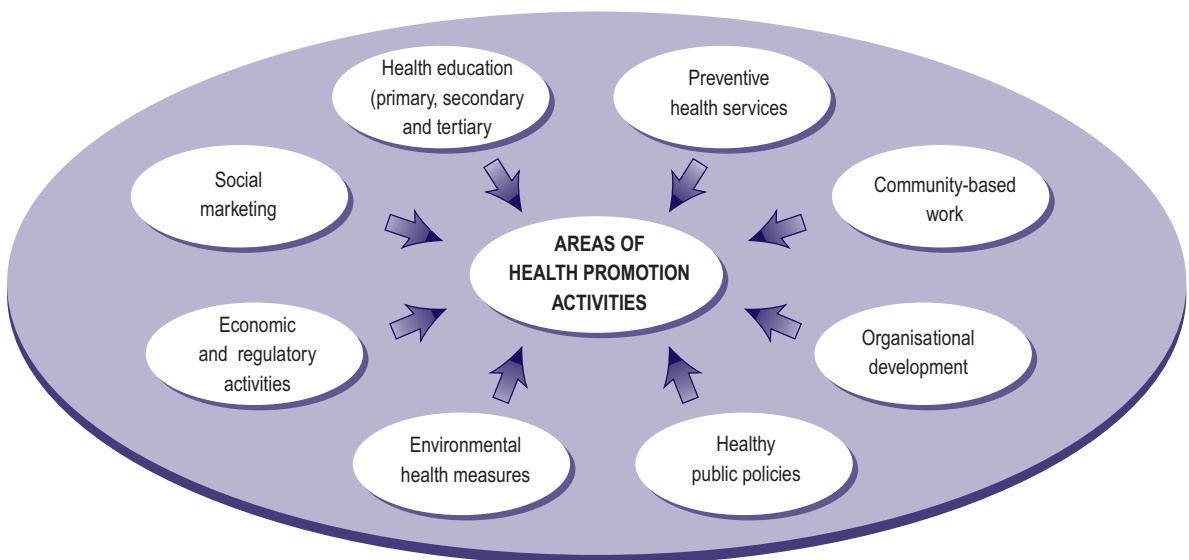 Health education
(primary, secondary
and tertiary
Preventive
health services
Social
marketing
Community-based
work
AREAS OF
HEALTH PROMOTION
ACTIVITIES
Economic
and regulatory
activities
Organisational
development
Environmental
health measures
Healthy
public policies